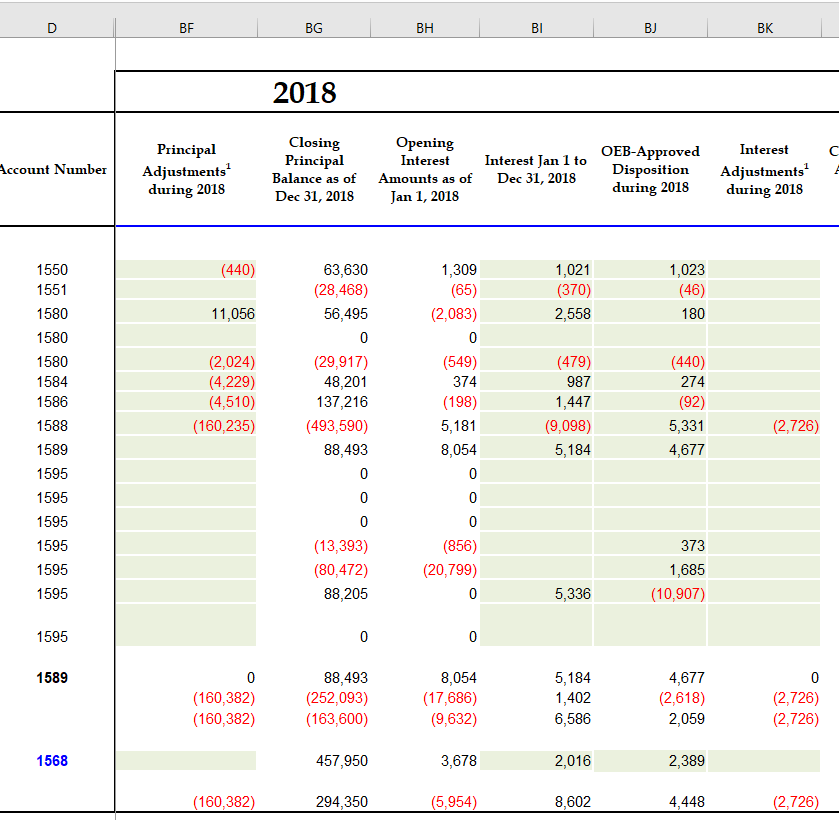 D BF BG BH BI BJ BK
2018
Account Number
Principal
Adjustments1
during 2018
Closing
Principal
Balance as of
Dec 31, 2018
Opening
Interest
Amounts as of
Jan 1, 2018
Interest Jan 1 to
Dec 31, 2018
OEB-Approved
Disposition
during 2018
Interest
Adjustments1
during 2018
C
1550 (440) 63,630 1,309 1,021 1,023
1551 (28,468) (65) (370) (46)
1580 11,056 56,495 (2,083) 2,558 180
1580 0 0
1580 (2,024) (29,917) (549) (479) (440)
1584 (4,229) 48,201 374 987 274
1586 (4,510) 137,216 (198) 1,447 (92)
1588 (160,235) (493,590) 5,181 (9,098) 5,331 (2,726)
1589 88,493 8,054 5,184 4,677
1595 0 0
1595 0 0
1595 0 0
1595 (13,393) (856) 373
1595 (80,472) (20,799) 1,685
1595 88,205 0 5,336 (10,907)
1595 0 0
1589 0 88,493 8,054 5,184 4,677 0
(160,382) (252,093) (17,686) 1,402 (2,618) (2,726)
(160,382) (163,600) (9,632) 6,586 2,059 (2,726)
1568 457,950 3,678 2,016 2,389
(160,382) 294,350 (5,954) 8,602 4,448 (2,726)